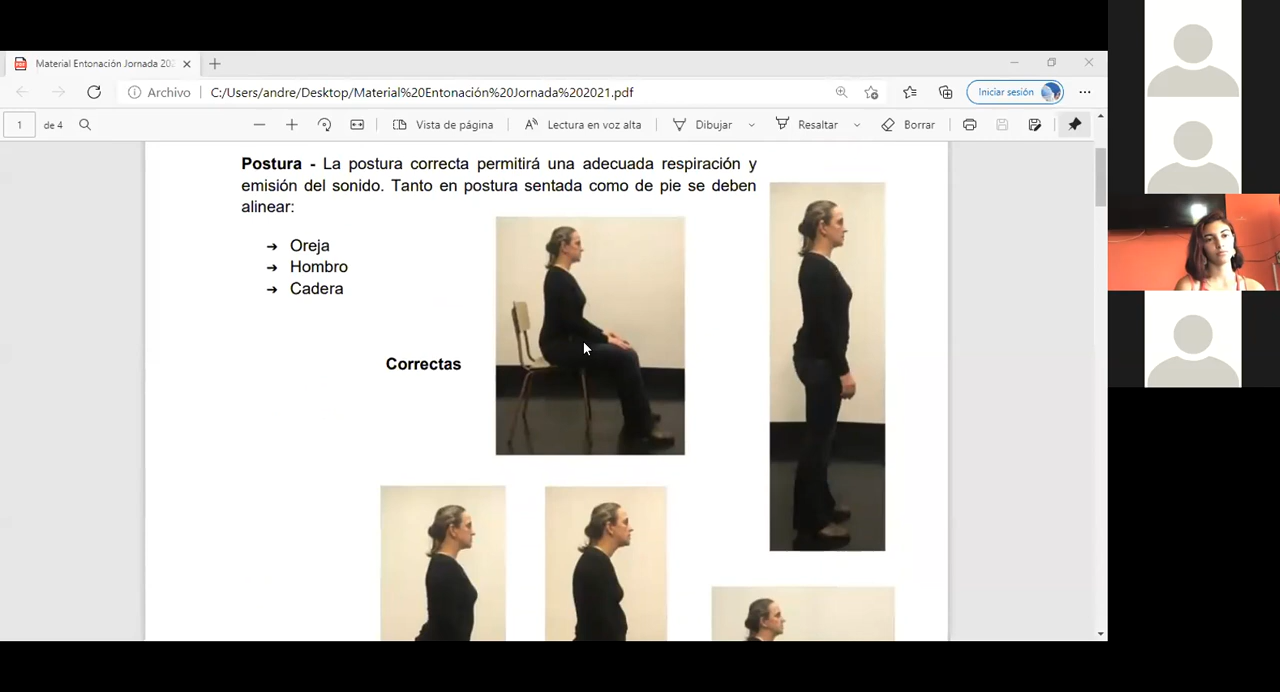 Material Entonación Jornada 202
Archivo
C:/Users/andre/Desktop/Material%20Entonación%20Jornada%202021.pdf
Iniciar sesión
1
de 4
Vista de página
Lectura en voz alta
Dibujar
Resaltar
Borrar
Postura - La postura correcta permitirá una adecuada respiración y
emisión del sonido. Tanto en postura sentada como de pie se deben
alinear:
➔ Oreja
➔ Hombro
➔ Cadera
Correctas